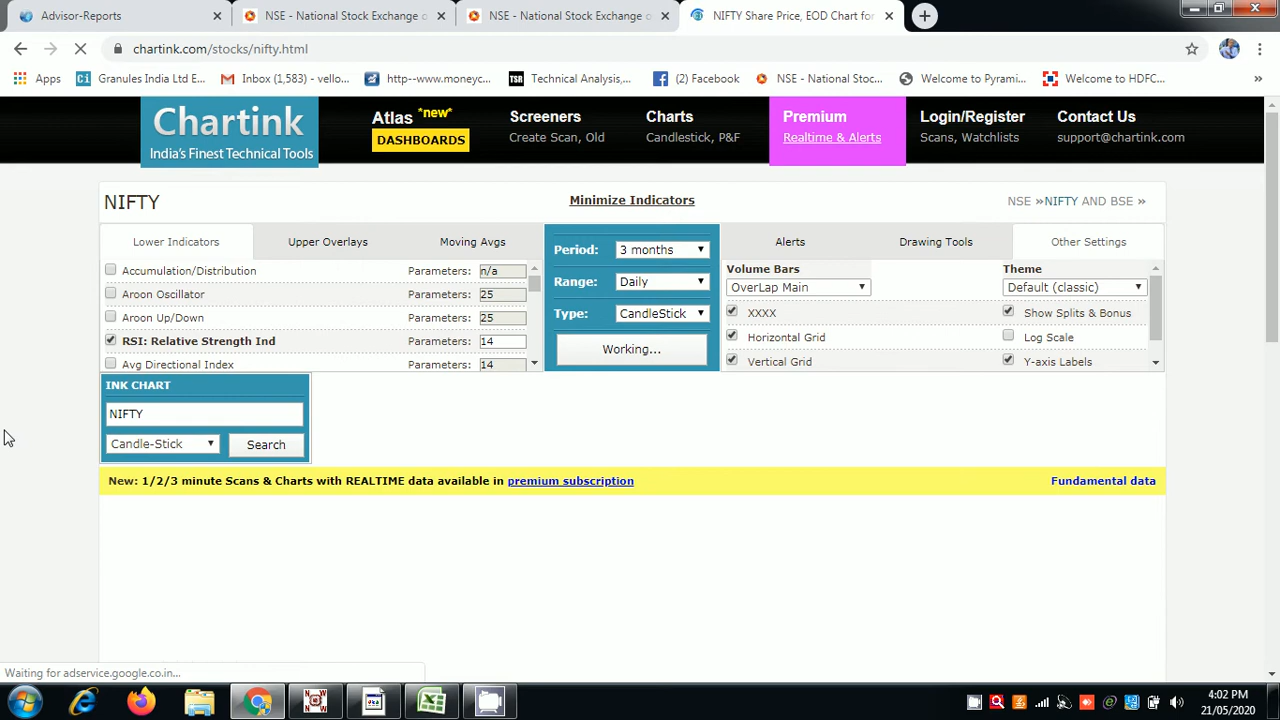 Advisor-Reports
NSE - National Stock Exchange o
NSE - National Stock Exchange o
NIFTY Share Price, EOD Chart for
chartink.com/stocks/nifty.html
Apps
Granules India Ltd E...
Inbox (1,583) - vello...
http--www.moneyc...
Technical Analysis,...
(2) Facebook
NSE - National Stoc...
Welcome to Pyrami...
Welcome to HDFC...
»
Chartink
India's Finest Technical Tools
Atlas *new*
DASHBOARDS
Screeners
Create Scan, Old
Charts
Candlestick, P&F
Premium
Realtime & Alerts
Login/Register
Scans, Watchlists
Contact Us
support@chartink.com
NIFTY
Minimize Indicators
NSE »NIFTY AND BSE »
Lower Indicators
Upper Overlays
Moving Avgs
Accumulation/Distribution Parameters: n/a
Aroon Oscillator Parameters: 25
Aroon Up/Down Parameters: 25
RSI: Relative Strength Ind Parameters: 14
Avg Directional Index Parameters: 14
Period: 3 months
Range: Daily
Type: CandleStick
Working...
Alerts
Drawing Tools
Other Settings
Volume Bars
OverLap Main
XXXX
Horizontal Grid
Vertical Grid
Theme
Default (classic)
Show Splits & Bonus
Log Scale
Y-axis Labels
INK CHART
NIFTY
Candle-Stick
Search
New: 1/2/3 minute Scans & Charts with REALTIME data available in premium subscription
Fundamental data
Waiting for adservice.google.co.in...
4:02 PM
21/05/2020